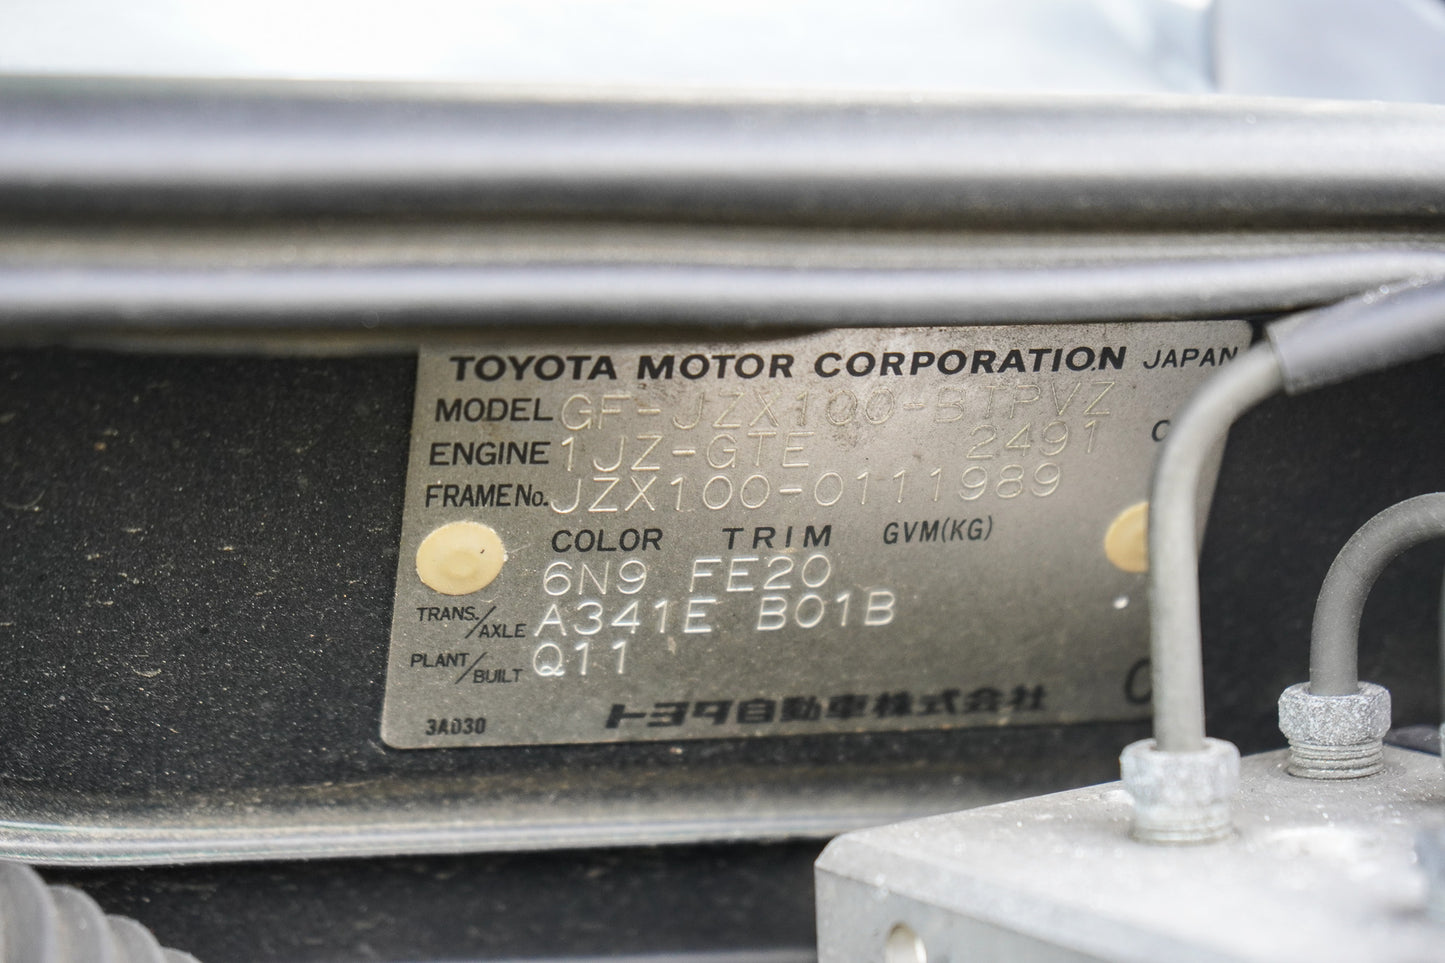 TOYOTA MOTOR CORPORATION JAPAN
MODEL GF-JZX100-BTPVZ
ENGINE 1JZ-GTE 2491
FRAME No. JZX100-0111989
COLOR TRIM GVM(KG)
6N9 FE20
TRANS./AXLE A341E B01B
PLANT/BUILT Q11
3A030 トヨタ自動車株式会社